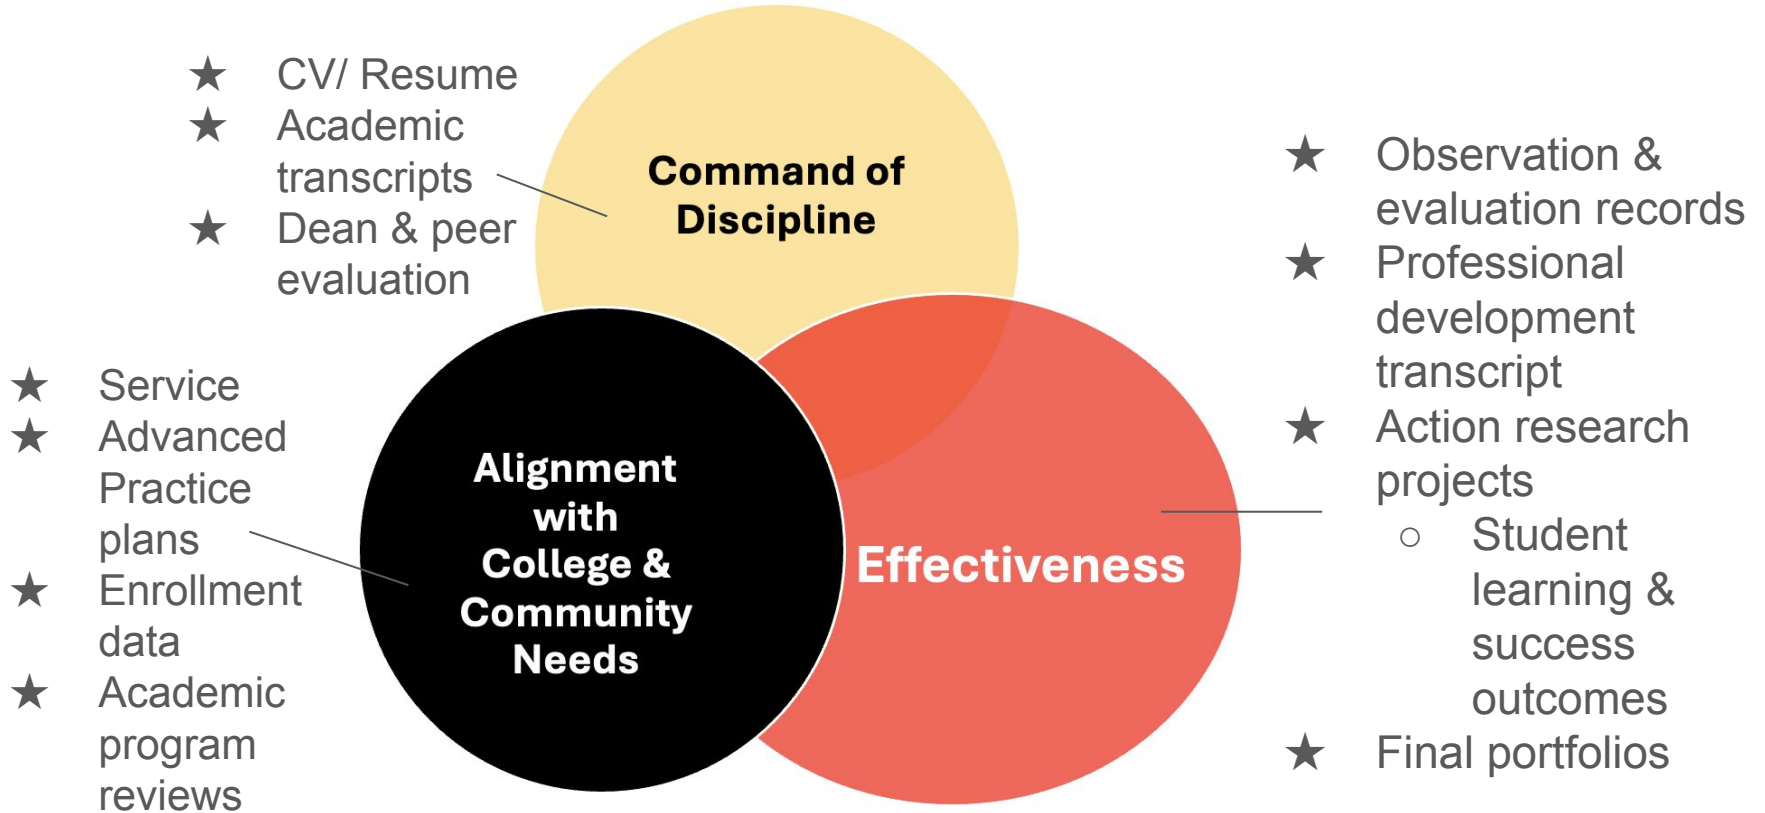 ★ CV/ Resume
★ Academic
transcripts
★ Dean & peer
evaluation
Command of
Discipline
★ Service
★ Advanced
Practice
plans
★ Enrollment
data
★ Academic
program
reviews
Alignment
with
College &
Community
Needs
Effectiveness
★ Observation &
evaluation records
★ Professional
development
transcript
★ Action research
projects
○ Student
learning &
success
outcomes
★ Final portfolios